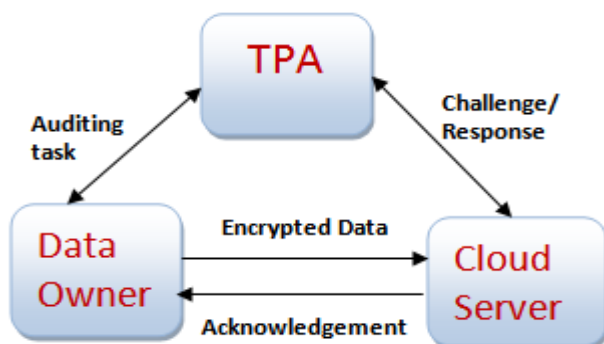 TPA
Auditing
task
Challenge/
Response
Data
Owner
Encrypted Data
Cloud
Server
Acknowledgement